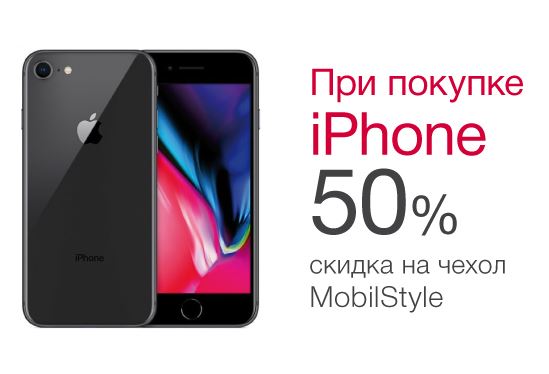 iPhone
При покупке
iPhone
50%
скидка на чехол
MobilStyle